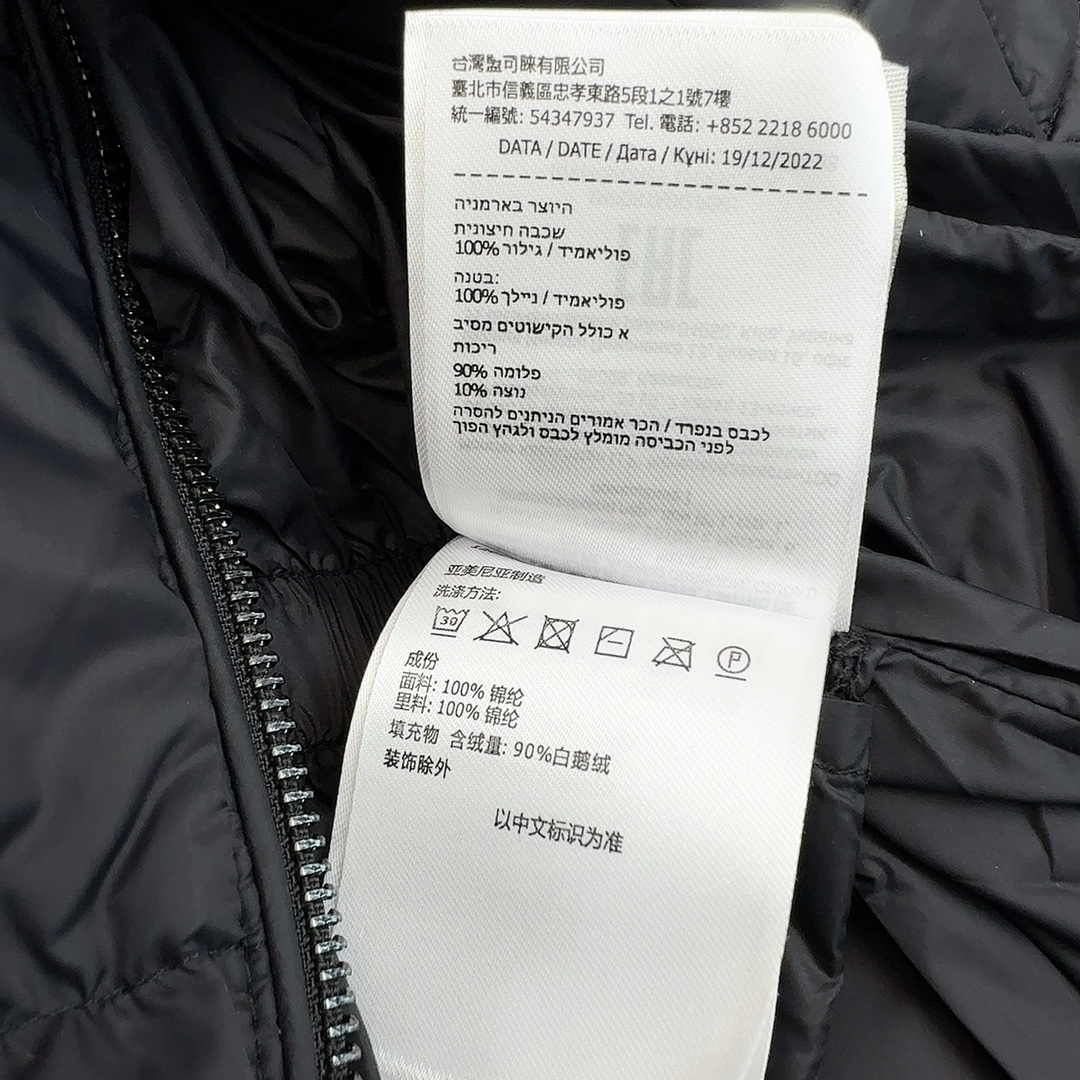 台灣盟可睞有限公司
臺北市信義區忠孝東路5段1之1號7樓
統一編號: 54347937 Tel. 電話: +852 2218 6000
DATA / DATE / Дата / Күні: 19/12/2022
היוצר בארמניה
שכבה חיצונית
100% פוליאמיד / גילור
בטנה:
100% פוליאמיד / ניילך
א כולל הקישוטים מסיב
ריכות
90% פלומה
10% נוצה
לכבס בנפרד / הכר אמורים הניתנים להסרה
לפני הכביסה מומלץ לכבס ולגהץ הפוך
亚美尼亚制造
洗涤方法:
30
P
成份
面料: 100% 锦纶
里料: 100% 锦纶
填充物 含绒量: 90%白鹅绒
装饰除外
以中文标识为准